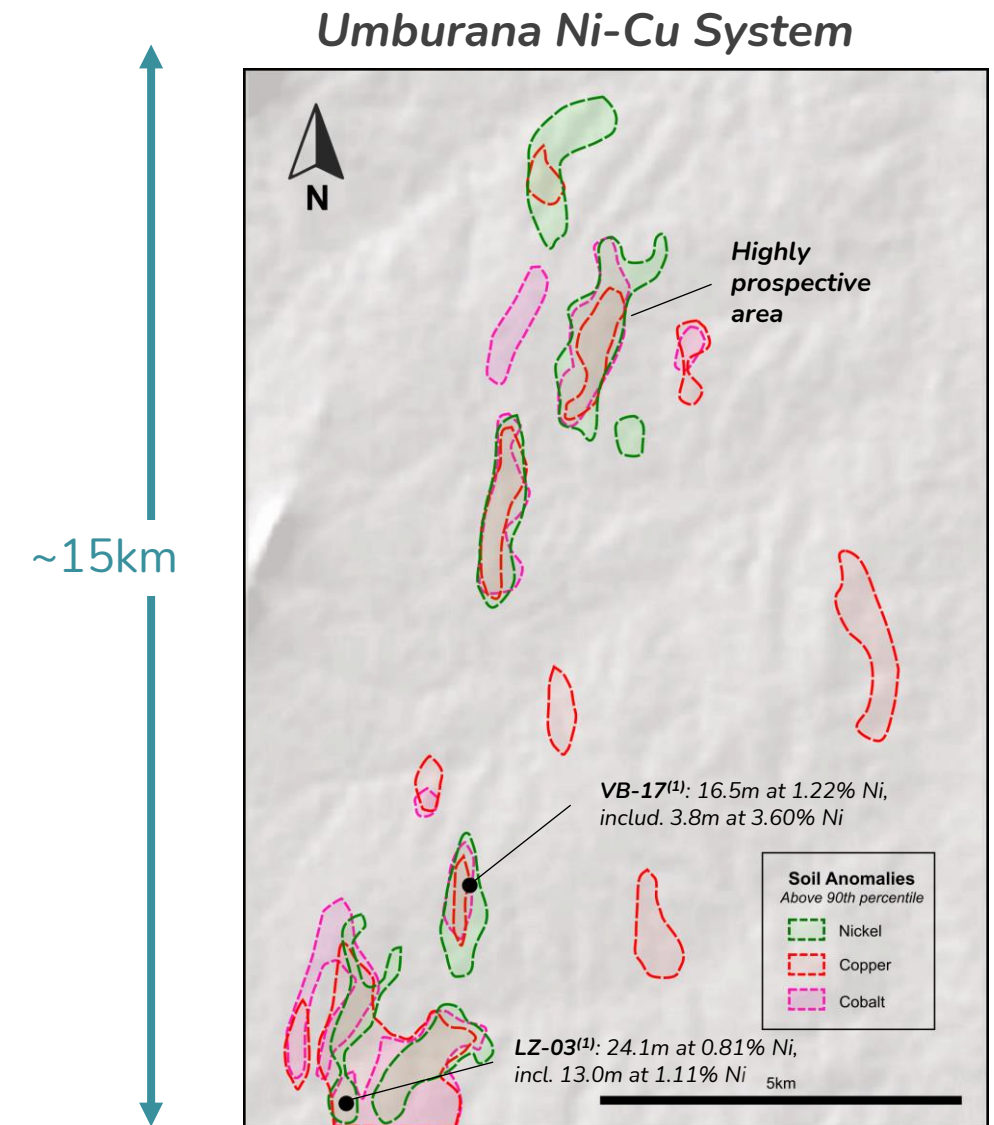 Umburana Ni-Cu System
N
Highly
prospective
area
~15km
VB-17(1): 16.5m at 1.22% Ni,
includ. 3.8m at 3.60% Ni
Soil Anomalies
Above 90th percentile
Nickel
Copper
Cobalt
LZ-03(1): 24.1m at 0.81% Ni,
incl. 13.0m at 1.11% Ni
5km